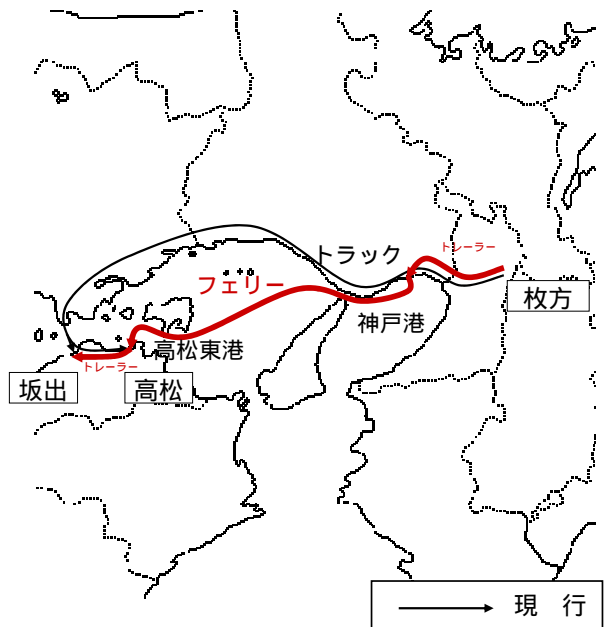 トレーラー
トラック
フェリー
枚方
神戸港
高松東港
トレーラー
坂出
高松
現 行